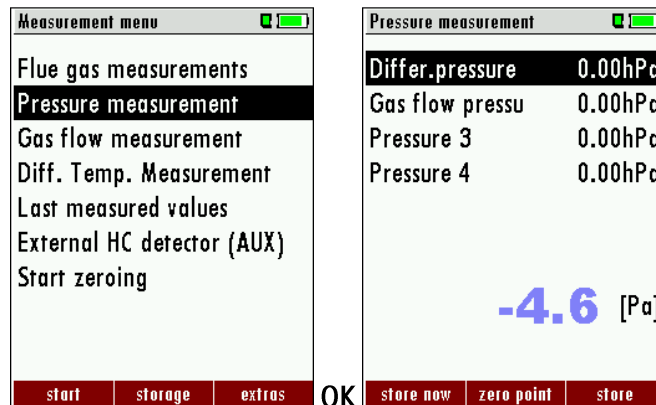 Measurement menu
Flue gas measurements
Pressure measurement
Gas flow measurement
Diff. Temp. Measurement
Last measured values
External HC detector (AUX)
Start zeroing
start storage extras
OK
Pressure measurement
Differ.pressure 0.00hPa
Gas flow pressu 0.00hPa
Pressure 3 0.00hPa
Pressure 4 0.00hPa
-4.6 [Pa]
store now zero point store